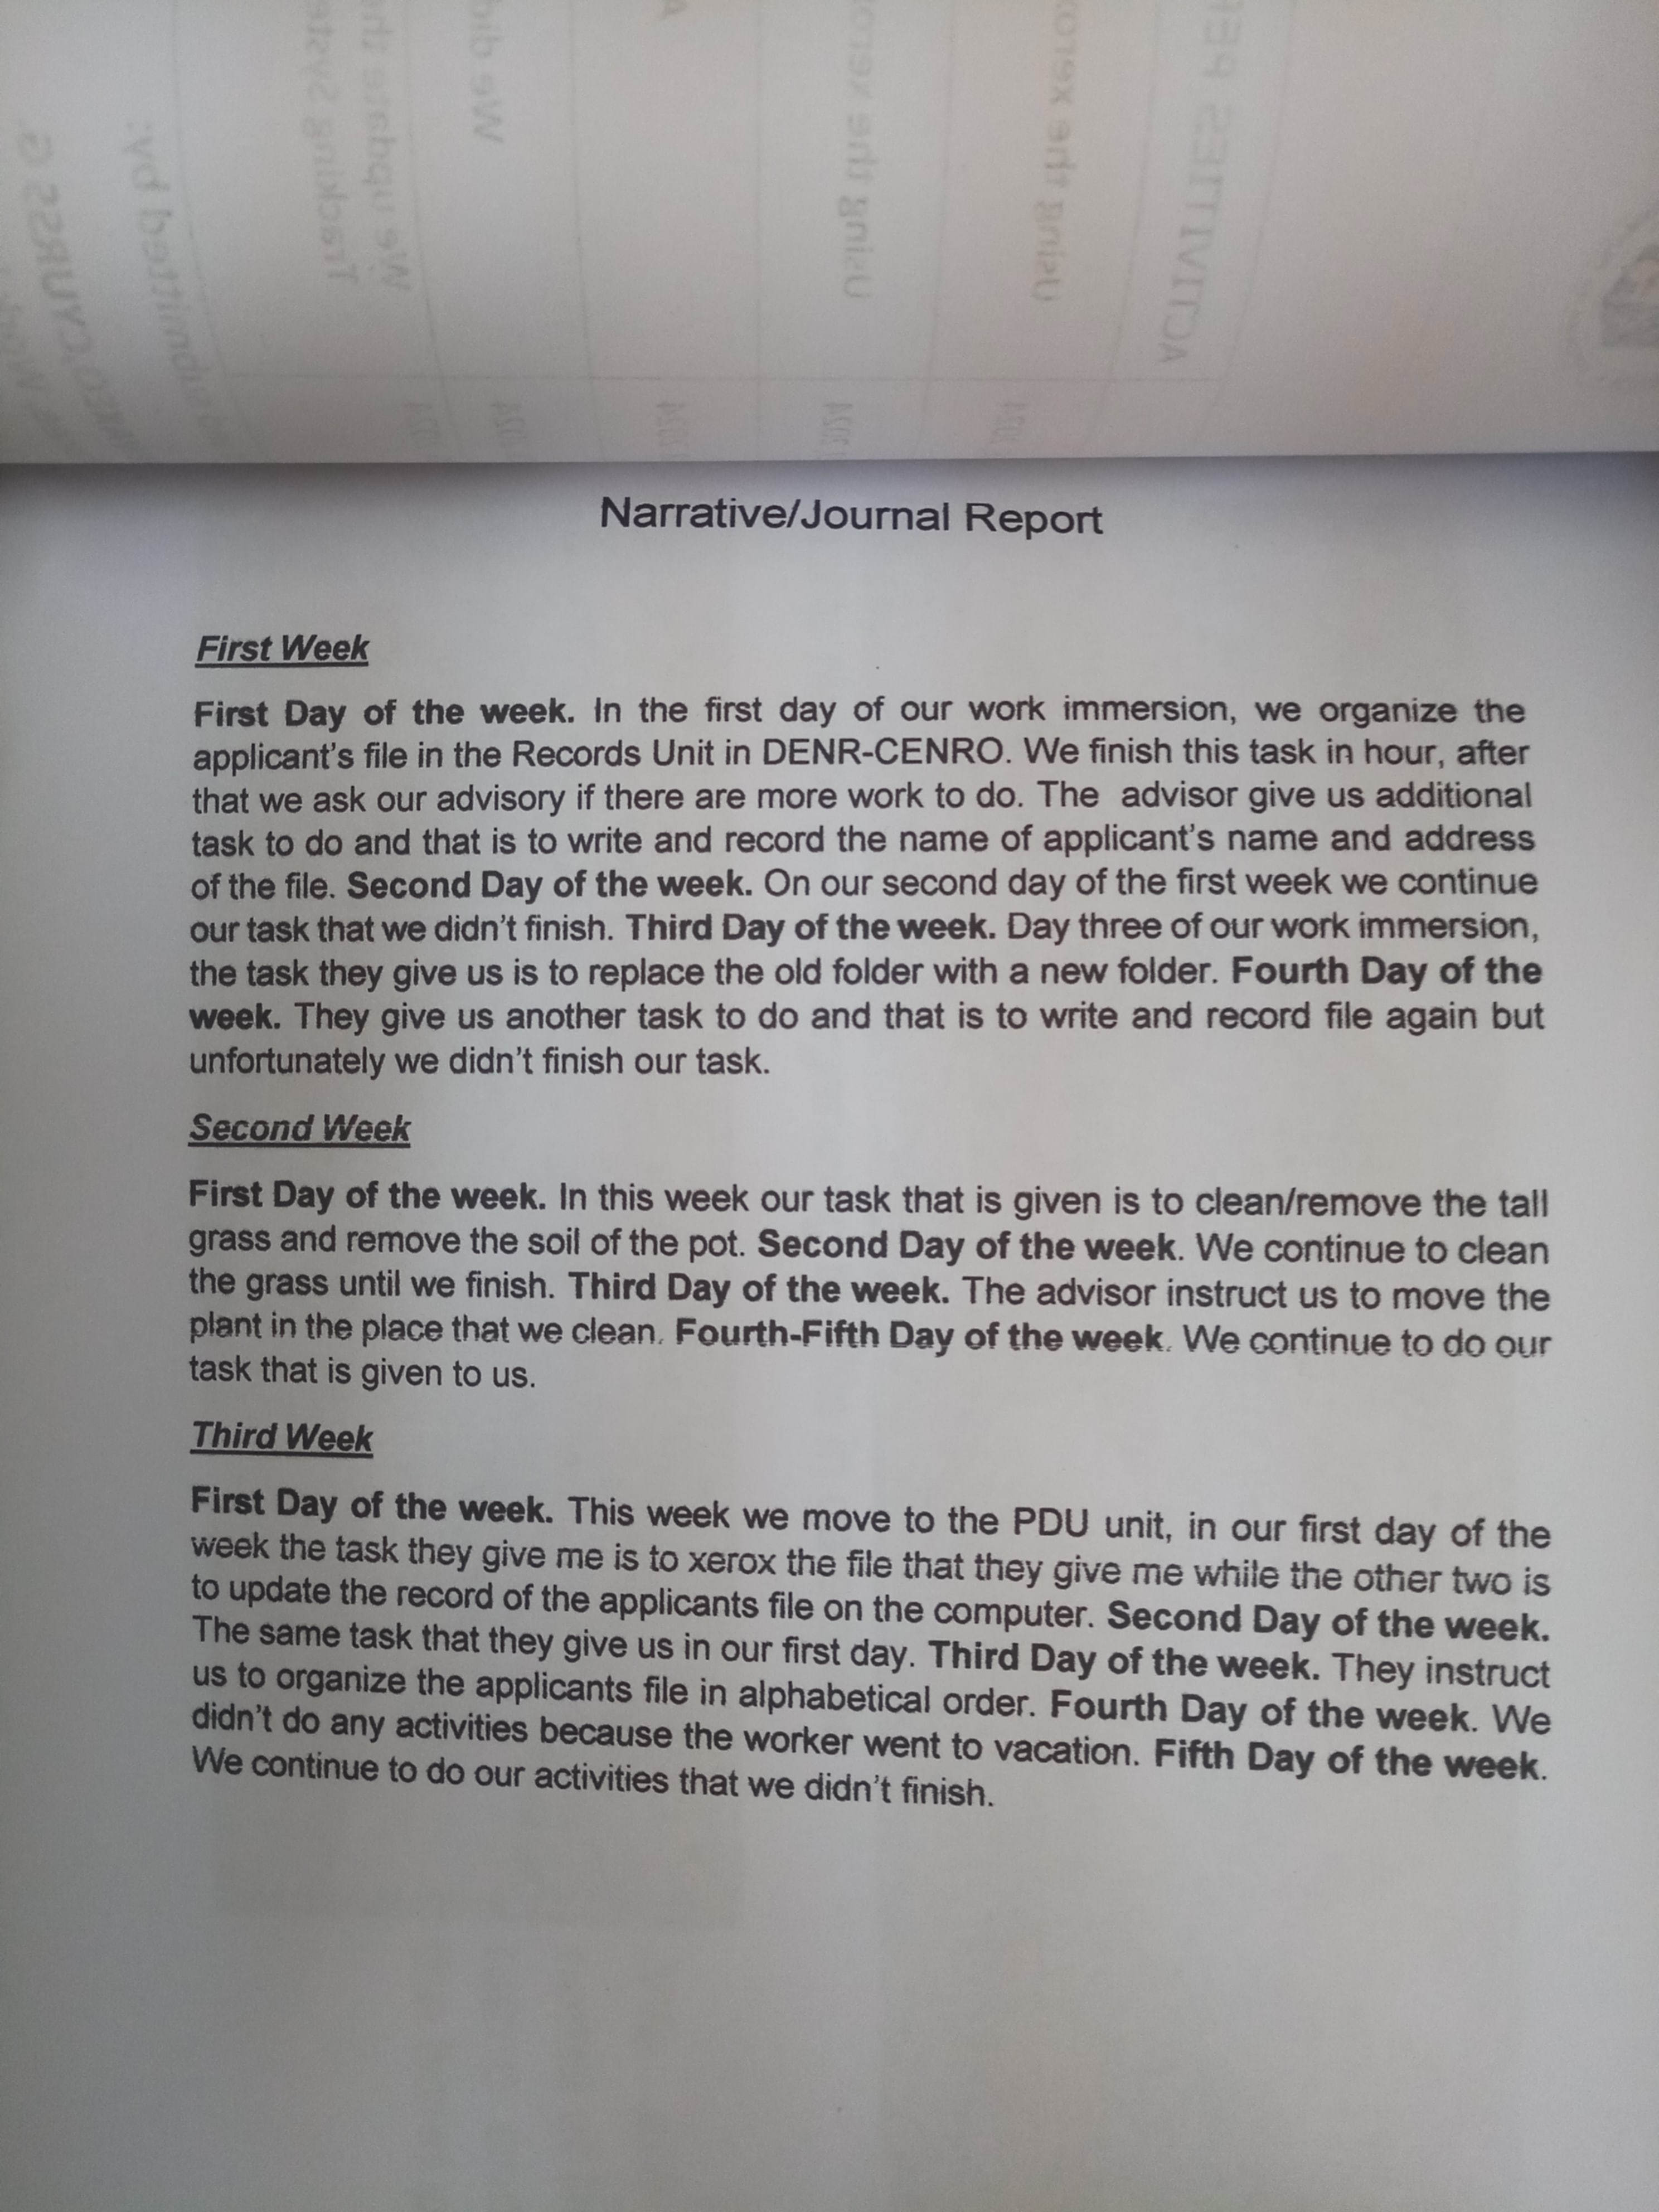 Narrative/Journal Report
First Week
First Day of the week. In the first day of our work immersion, we organize the
applicant's file in the Records Unit in DENR-CENRO. We finish this task in hour, after
that we ask our advisory if there are more work to do. The advisor give us additional
task to do and that is to write and record the name of applicant's name and address
of the file. Second Day of the week. On our second day of the first week we continue
our task that we didn't finish. Third Day of the week. Day three of our work immersion,
the task they give us is to replace the old folder with a new folder. Fourth Day of the
week. They give us another task to do and that is to write and record file again but
unfortunately we didn't finish our task.
Second Week
First Day of the week. In this week our task that is given is to clean/remove the tall
grass and remove the soil of the pot. Second Day of the week. We continue to clean
the grass until we finish. Third Day of the week. The advisor instruct us to move the
plant in the place that we clean. Fourth-Fifth Day of the week. We continue to do our
task that is given to us.
Third Week
First Day of the week. This week we move to the PDU unit, in our first day of the
week the task they give me is to xerox the file that they give me while the other two is
to update the record of the applicants file on the computer. Second Day of the week.
The same task that they give us in our first day. Third Day of the week. They instruct
us to organize the applicants file in alphabetical order. Fourth Day of the week. We
didn't do any activities because the worker went to vacation. Fifth Day of the week.
We continue to do our activities that we didn't finish.